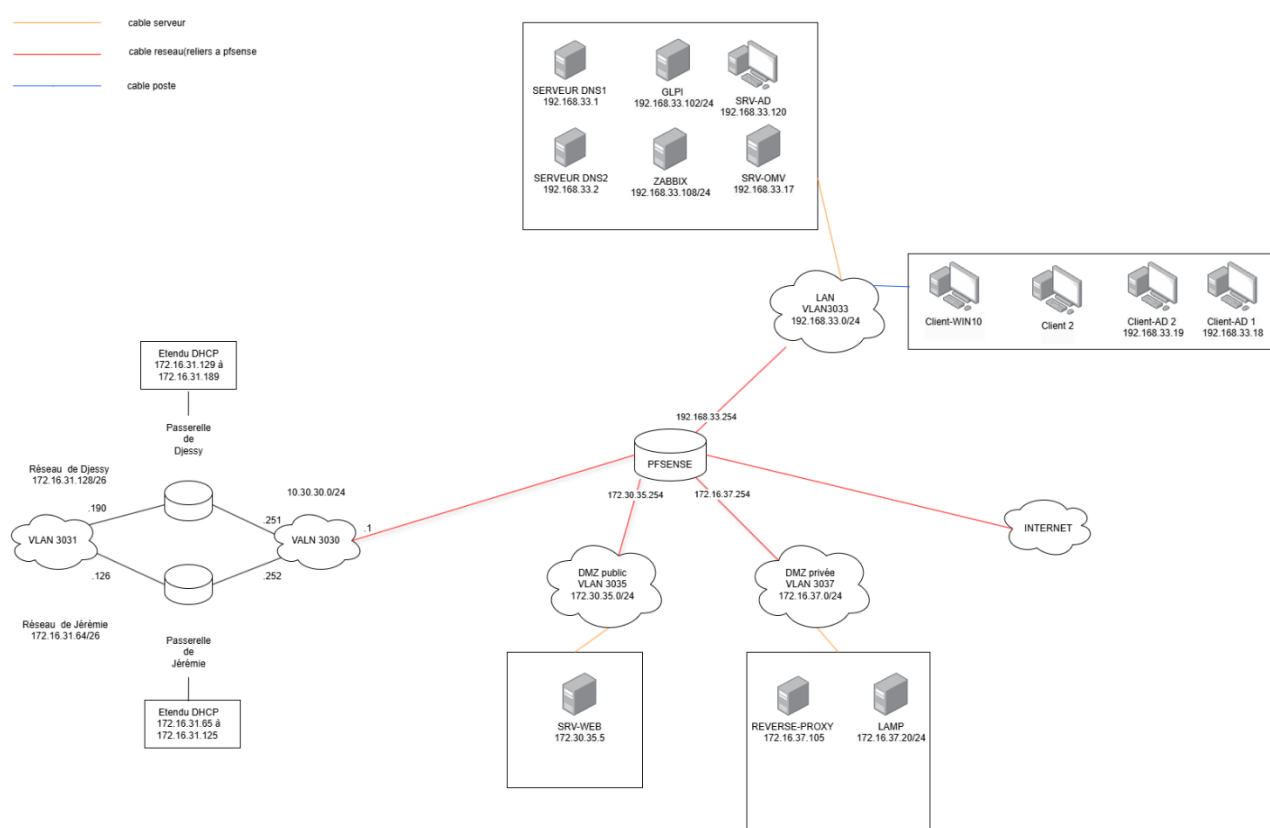 cable serveur
cable reseau(reliers a pfsense
cable poste
SERVEUR DNS1
192.168.33.1
GLPI
192.168.33.102/24
SRV-AD
192.168.33.120
SERVEUR DNS2
192.168.33.2
ZABBIX
192.168.33.108/24
SRV-OMV
192.168.33.17
LAN
VLAN3033
192.168.33.0/24
Client-WIN10
Client 2
Client-AD 2
192.168.33.19
Client-AD 1
192.168.33.18
Etendu DHCP
172.16.31.129 à
172.16.31.189
Passerelle
de
Djessy
Réseau de Djessy
172.16.31.128/26
10.30.30.0/24
.190
.251
.1
VLAN 3031
VALN 3030
.126
.252
Réseau de Jérémie
172.16.31.64/26
Passerelle
de
Jérémie
Etendu DHCP
172.16.31.65 à
172.16.31.125
192.168.33.254
PFSENSE
172.30.35.254
172.16.37.254
INTERNET
DMZ public
VLAN 3035
172.30.35.0/24
DMZ privée
VLAN 3037
172.16.37.0/24
SRV-WEB
172.30.35.5
REVERSE-PROXY
172.16.37.105
LAMP
172.16.37.20/24